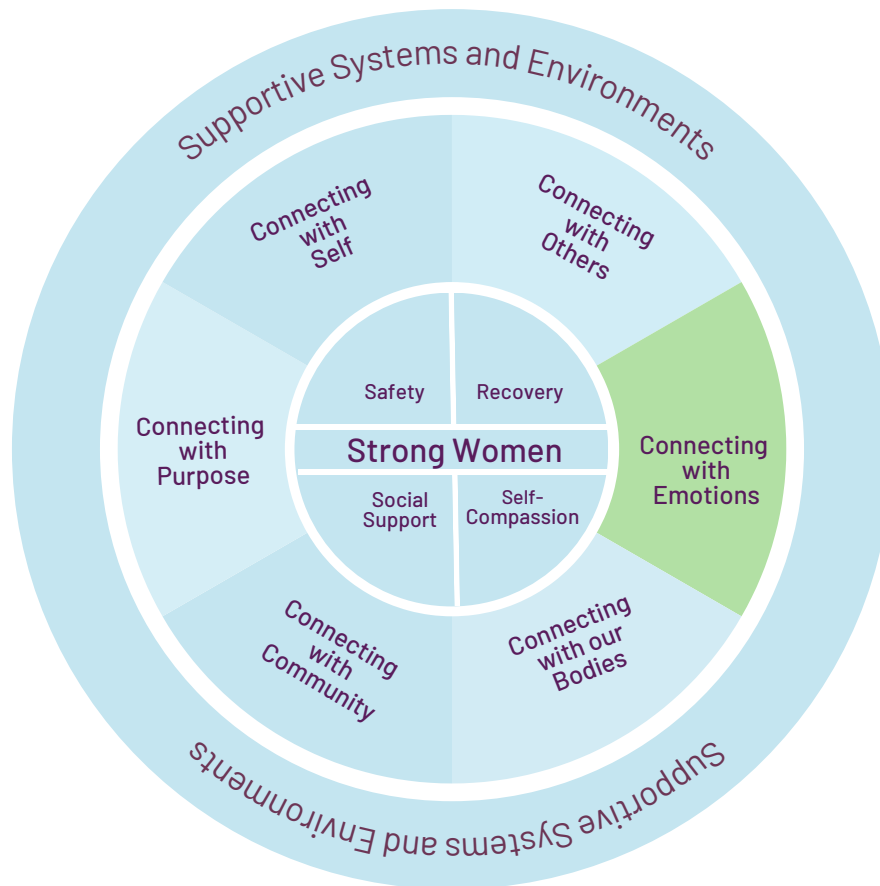 Supportive Systems and Environments
Connecting
with
Self
Connecting
with
Others
Connecting
with
Purpose
Safety
Recovery
Strong Women
Social
Support
Self-
Compassion
Connecting
with
Emotions
Connecting
with
Community
Connecting
with our
Bodies
Supportive Systems and Environments